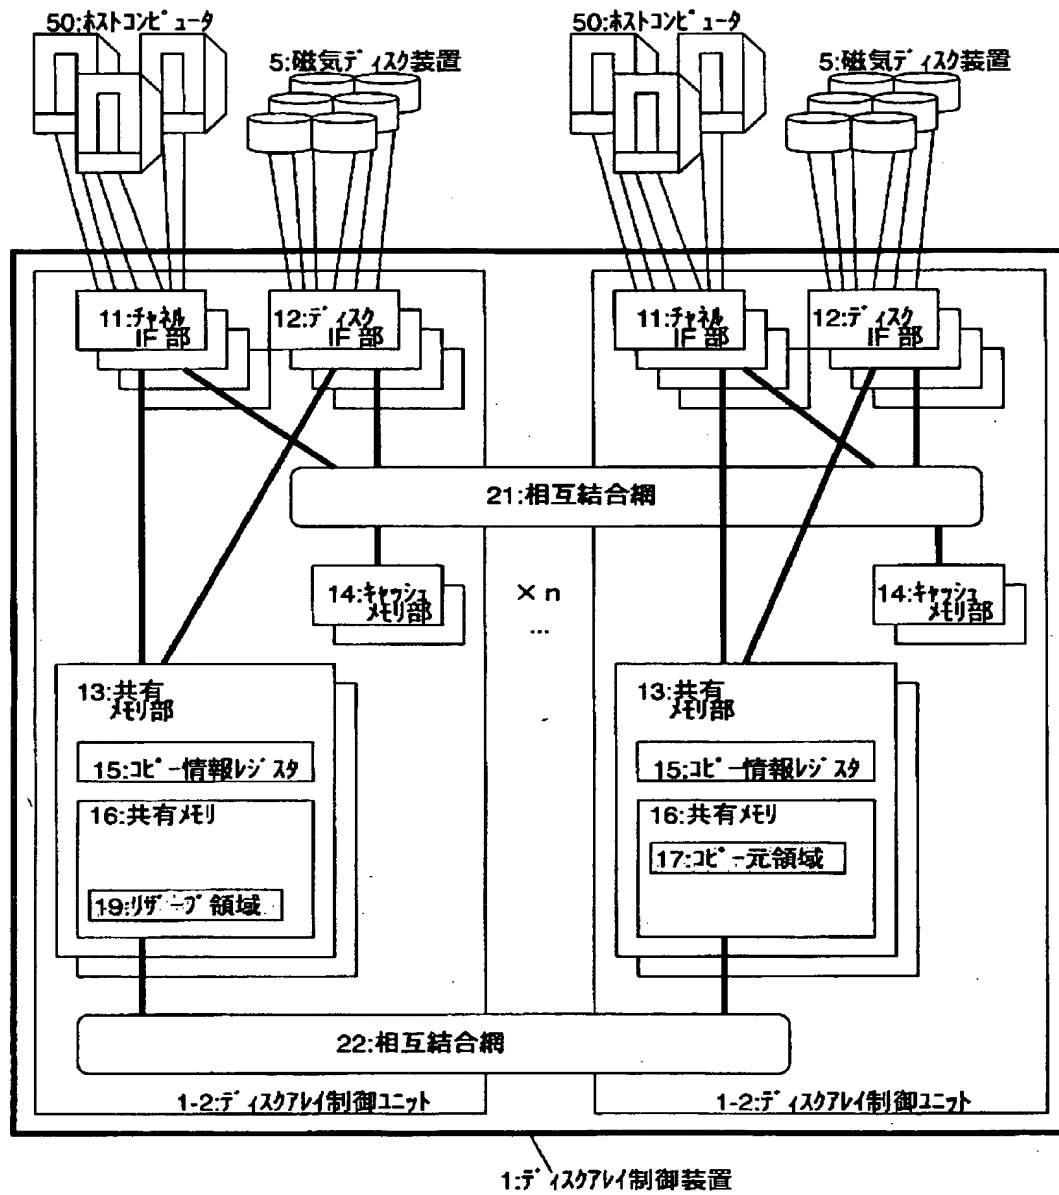 50:ホストコンピュータ
50:ホストコンピュータ
5:磁気ディスク装置
5:磁気ディスク装置
11:チャネル
IF部
12:ディスク
IF部
11:チャネル
IF部
12:ディスク
IF部
21:相互結合網
14:キャッシュ
メモリ部
×n
...
14:キャッシュ
メモリ部
13:共有
メモリ部
13:共有
メモリ部
15:コピー情報レジスタ
15:コピー情報レジスタ
16:共有メモリ
16:共有メモリ
17:コピー元領域
19:リザーブ領域
22:相互結合網
1-2:ディスクアレイ制御ユニット
1-2:ディスクアレイ制御ユニット
1:ディスクアレイ制御装置